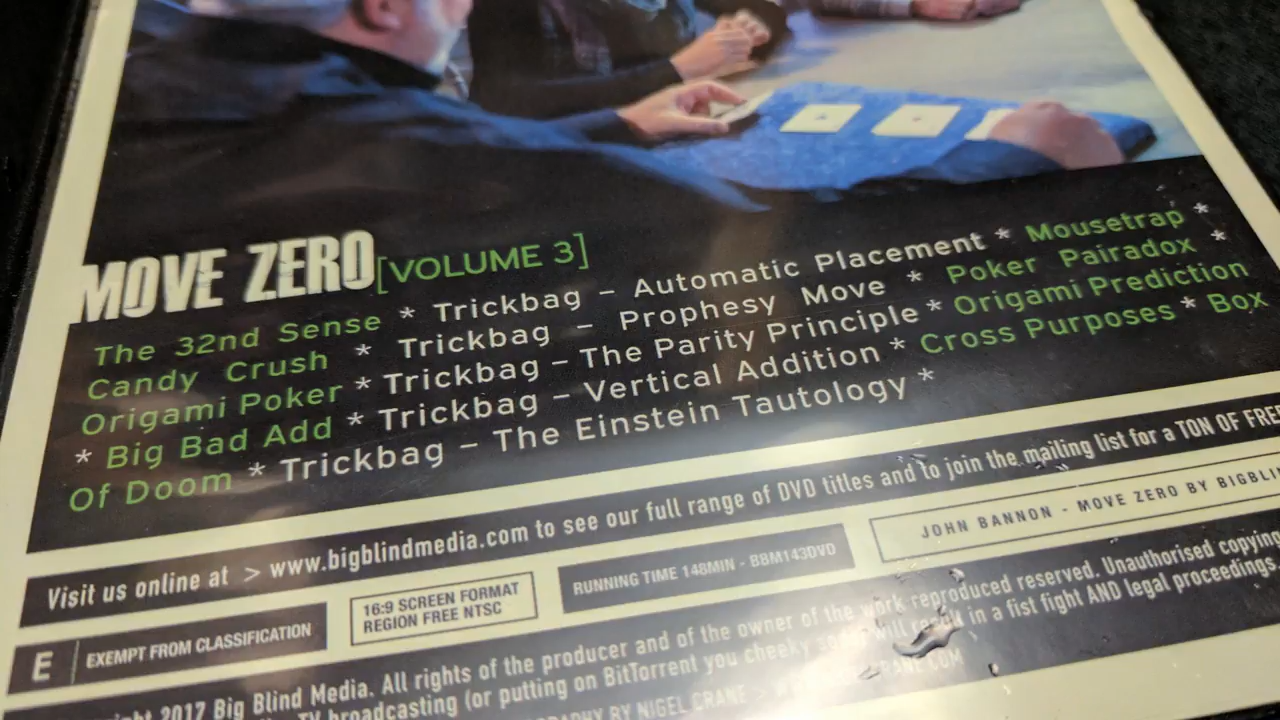 MOVE ZERO [VOLUME 3]
The 32nd Sense * Trickbag – Automatic Placement * Mousetrap *
Candy Crush * Trickbag – Prophesy Move * Poker Pairadox *
Origami Poker * Trickbag – The Parity Principle * Origami Prediction
* Big Bad Add * Trickbag – Vertical Addition * Cross Purposes * Box
Of Doom * Trickbag – The Einstein Tautology *
Visit us online at > www.bigblindmedia.com to see our full range of DVD titles and to join the mailing list for a TON OF FREE
E EXEMPT FROM CLASSIFICATION
16:9 SCREEN FORMAT
REGION FREE NTSC
RUNNING TIME 148MIN - BBM143DVD
JOHN BANNON - MOVE ZERO BY BIGBLIN
2017 Big Blind Media. All rights of the producer and of the owner of the work reproduced reserved. Unauthorised copying
TV broadcasting (or putting on BitTorrent you cheeky will in a fist fight AND legal proceedings.
BY NIGEL CRANE >